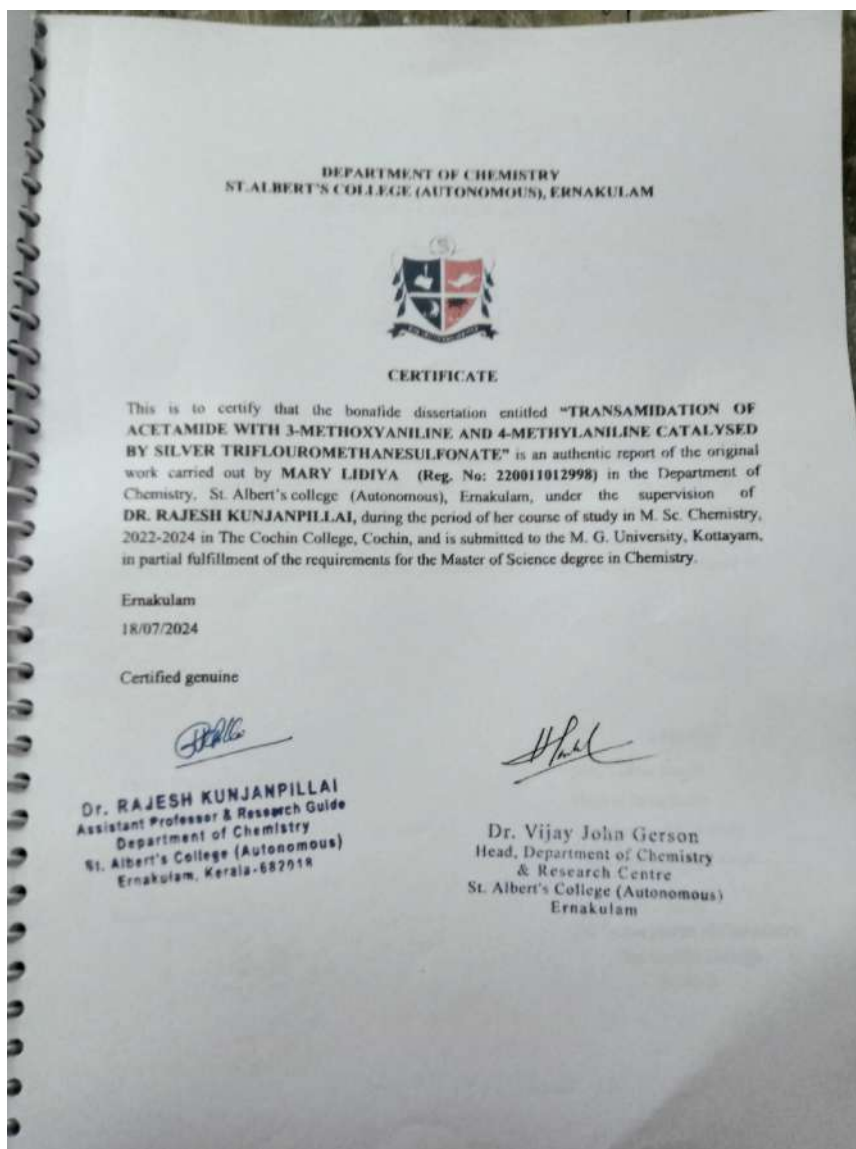 DEPARTMENT OF CHEMISTRY
ST.ALBERT'S COLLEGE (AUTONOMOUS), ERNAKULAM
CERTIFICATE
This is to certify that the bonafide dissertation entitled "TRANSAMIDATION OF
ACETAMIDE WITH 3-METHOXYANILINE AND 4-METHYLANILINE CATALYSED
BY SILVER TRIFLOUROMETHANESULFONATE" is an authentic report of the original
work carried out by MARY LIDIYA (Reg. No: 220011012998) in the Department of
Chemistry, St. Albert's college (Autonomous), Ernakulam, under the supervision of
DR. RAJESH KUNJANPILLAI, during the period of her course of study in M. Sc. Chemistry,
2022-2024 in The Cochin College, Cochin, and is submitted to the M. G. University, Kottayam,
in partial fulfillment of the requirements for the Master of Science degree in Chemistry.
Ernakulam
18/07/2024
Certified genuine
Dr. RAJESH KUNJANPILLAI
Assistant Professor & Research Guide
Department of Chemistry
St. Albert's College (Autonomous)
Ernakulam, Kerala-682018
Dr. Vijay John Gerson
Head, Department of Chemistry
& Research Centre
St. Albert's College (Autonomous)
Ernakulam